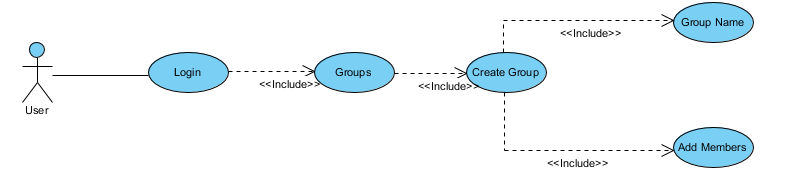 Group Name
<<Include>>
Login
Groups
Create Group
<<Include>>
<<Include>>
User
Add Members
<<Include>>